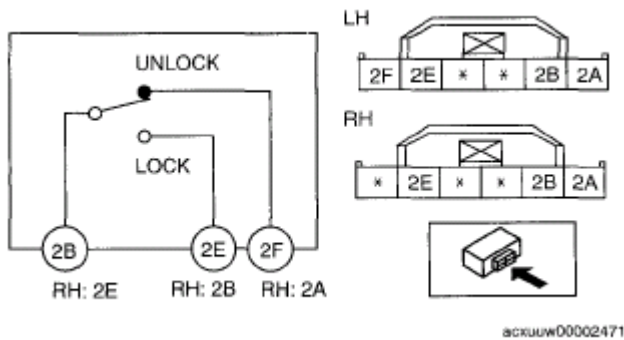 UNLOCK
LOCK
2B
2E
2F
RH: 2E
RH: 2B
RH: 2A
LH
2F 2E * * 2B 2A
RH
* 2E * * 2B 2A
acxuuw00002471